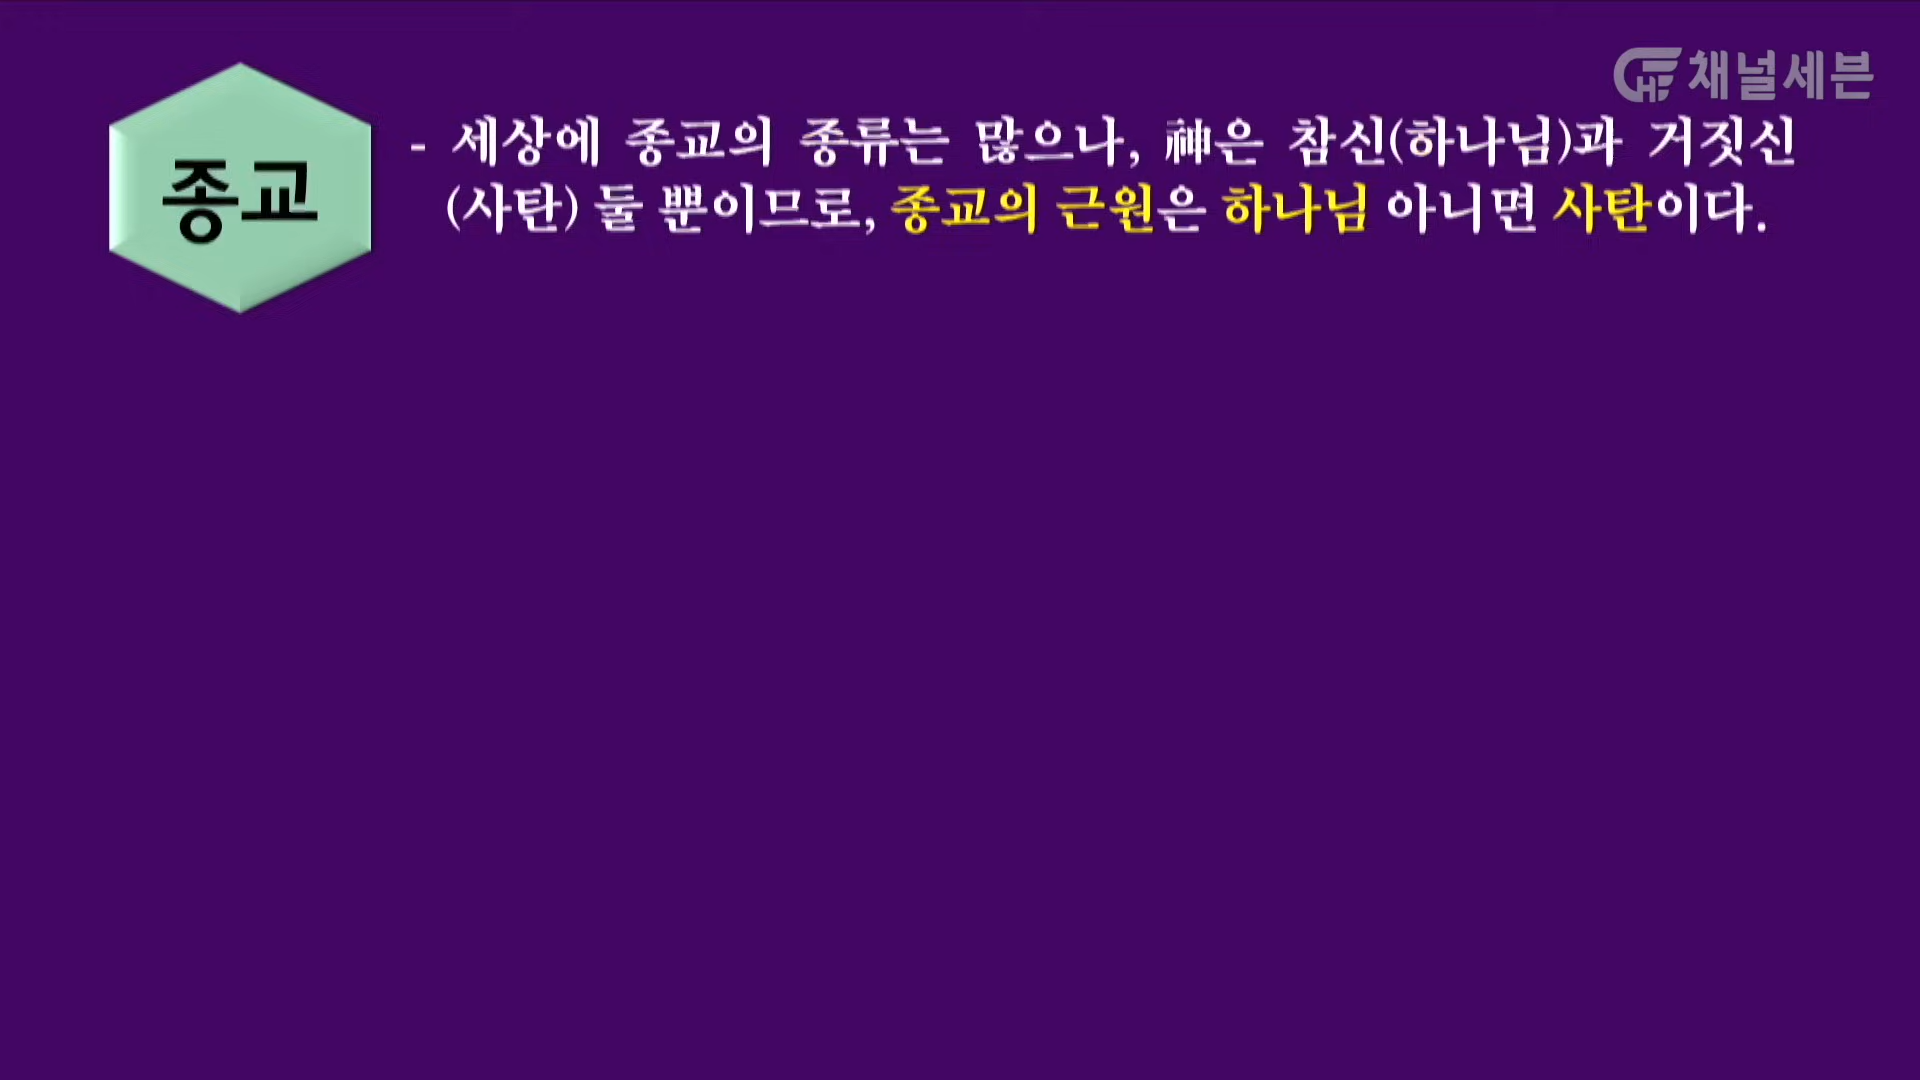 채널세븐
종교
- 세상에 종교의 종류는 많으나, 神은 참신(하나님)과 거짓신
(사탄) 둘 뿐이므로, 종교의 근원은 하나님 아니면 사탄이다.